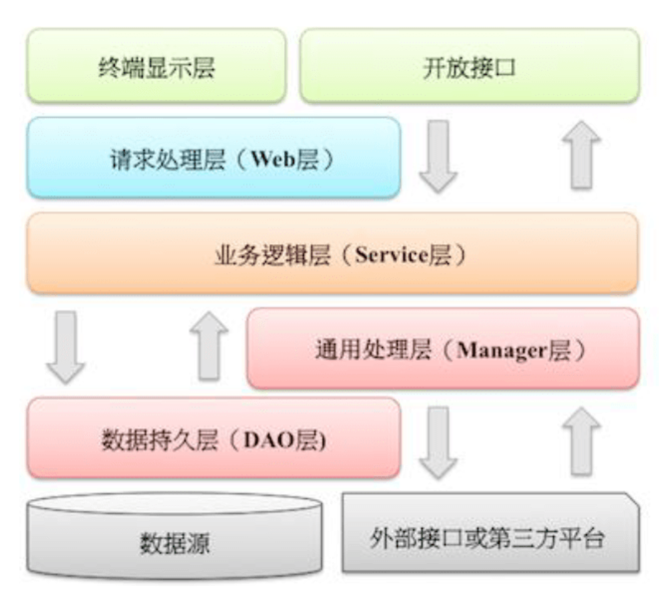 终端显示层
开放接口
请求处理层（Web层）
业务逻辑层（Service层）
通用处理层（Manager层）
数据持久层（DAO层)
数据源
外部接口或第三方平台